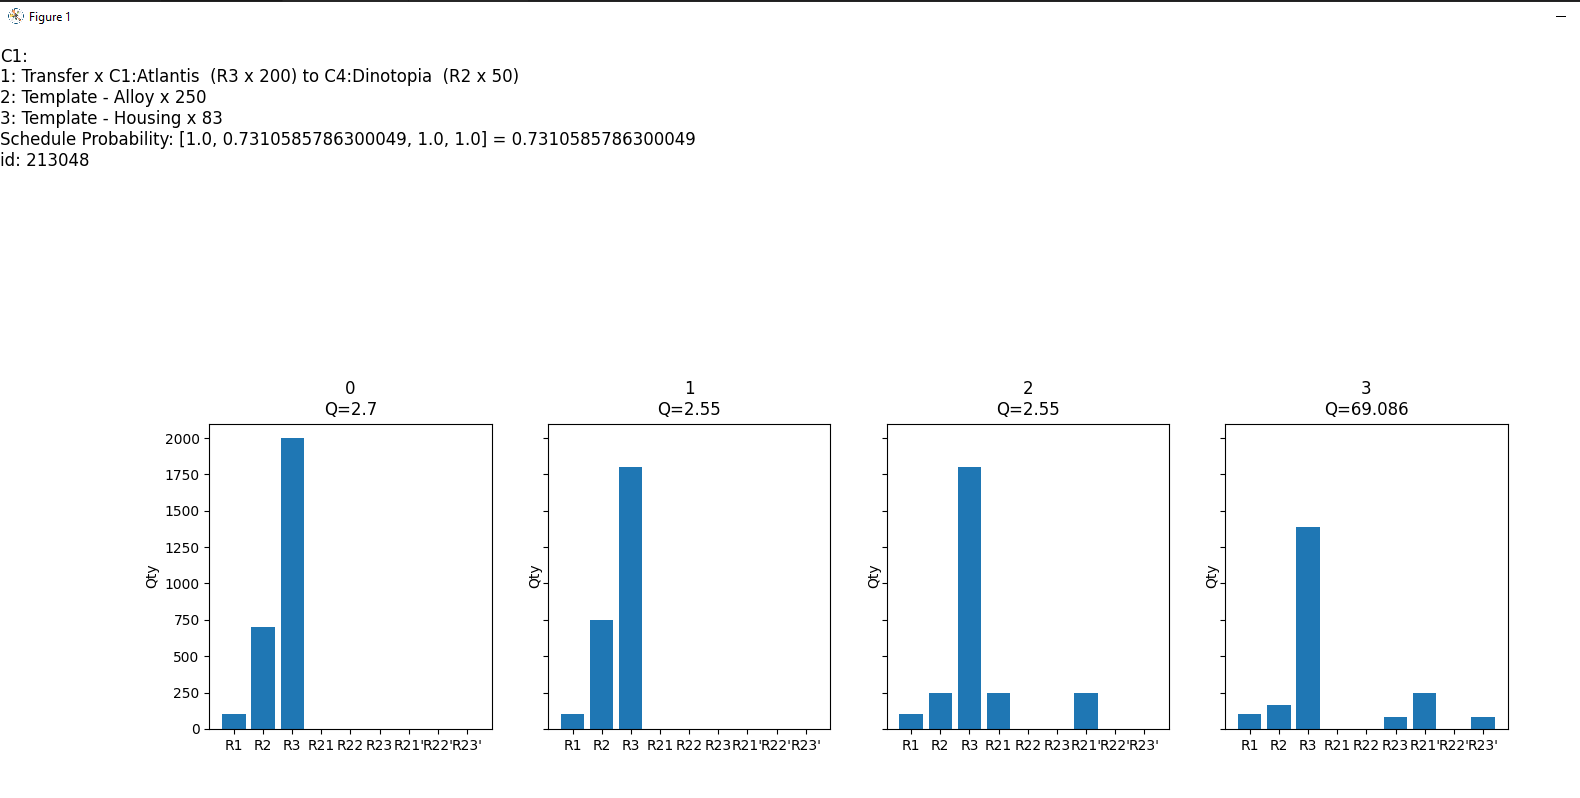 Figure 1
C1:
1: Transfer x C1:Atlantis  (R3 x 200) to C4:Dinotopia  (R2 x 50)
2: Template - Alloy x 250
3: Template - Housing x 83
Schedule Probability: [1.0, 0.7310585786300049, 1.0, 1.0] = 0.7310585786300049
id: 213048
0
Q=2.7
2000
1750
1500
1250
1000
750
500
250
0
Qty
R1 R2 R3 R21 R22 R23 R21' R22' R23'
1
Q=2.55
Qty
R1 R2 R3 R21 R22 R23 R21' R22' R23'
2
Q=2.55
Qty
R1 R2 R3 R21 R22 R23 R21' R22' R23'
3
Q=69.086
Qty
R1 R2 R3 R21 R22 R23 R21' R22' R23'